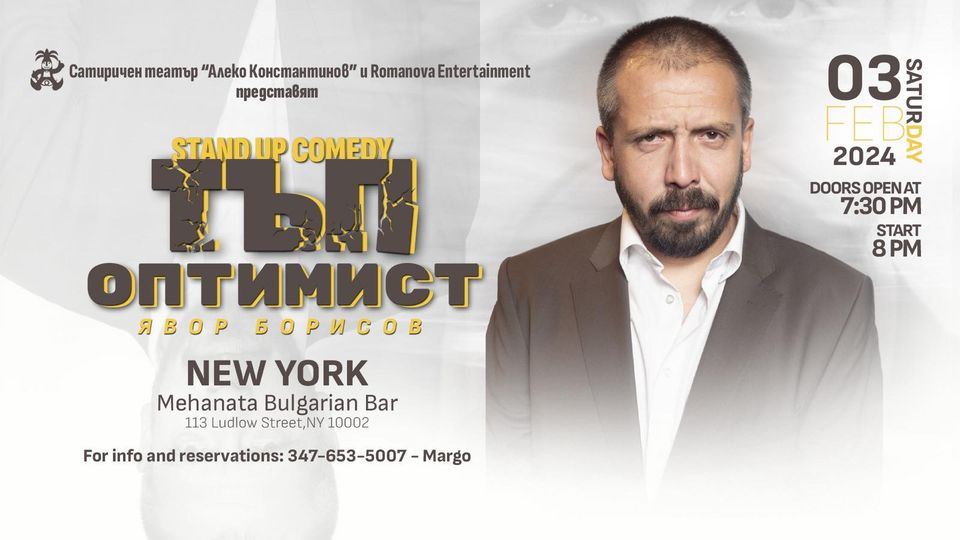 Сатиричен театър “Алеко Константинов” и Romanova Entertainment
представят
STAND UP COMEDY
ТЪП
ОПТИМИСТ
ЯВОР БОРИСОВ
NEW YORK
Mehanata Bulgarian Bar
113 Ludlow Street,NY 10002
For info and reservations: 347-653-5007 - Margo
03
FEB
2024
SATURDAY
DOORS OPEN AT
7:30 PM
START
8 PM